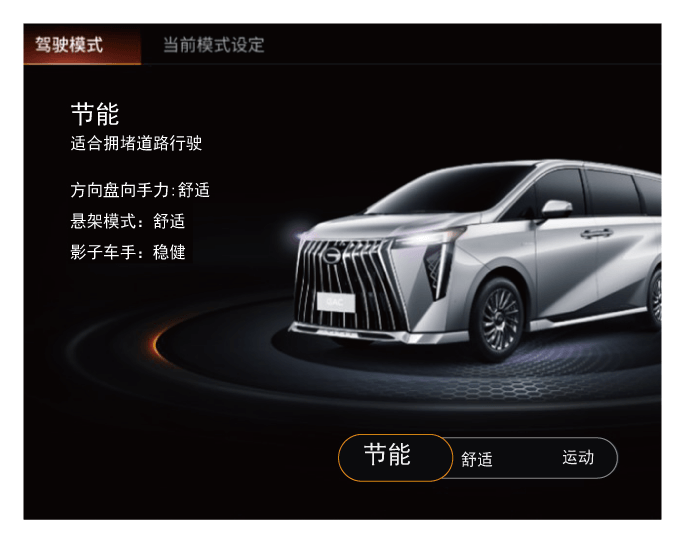 驾驶模式 当前模式设定
节能
适合拥堵道路行驶
方向盘向手力:舒适
悬架模式：舒适
影子车手：稳健
GAC
节能 舒适 运动